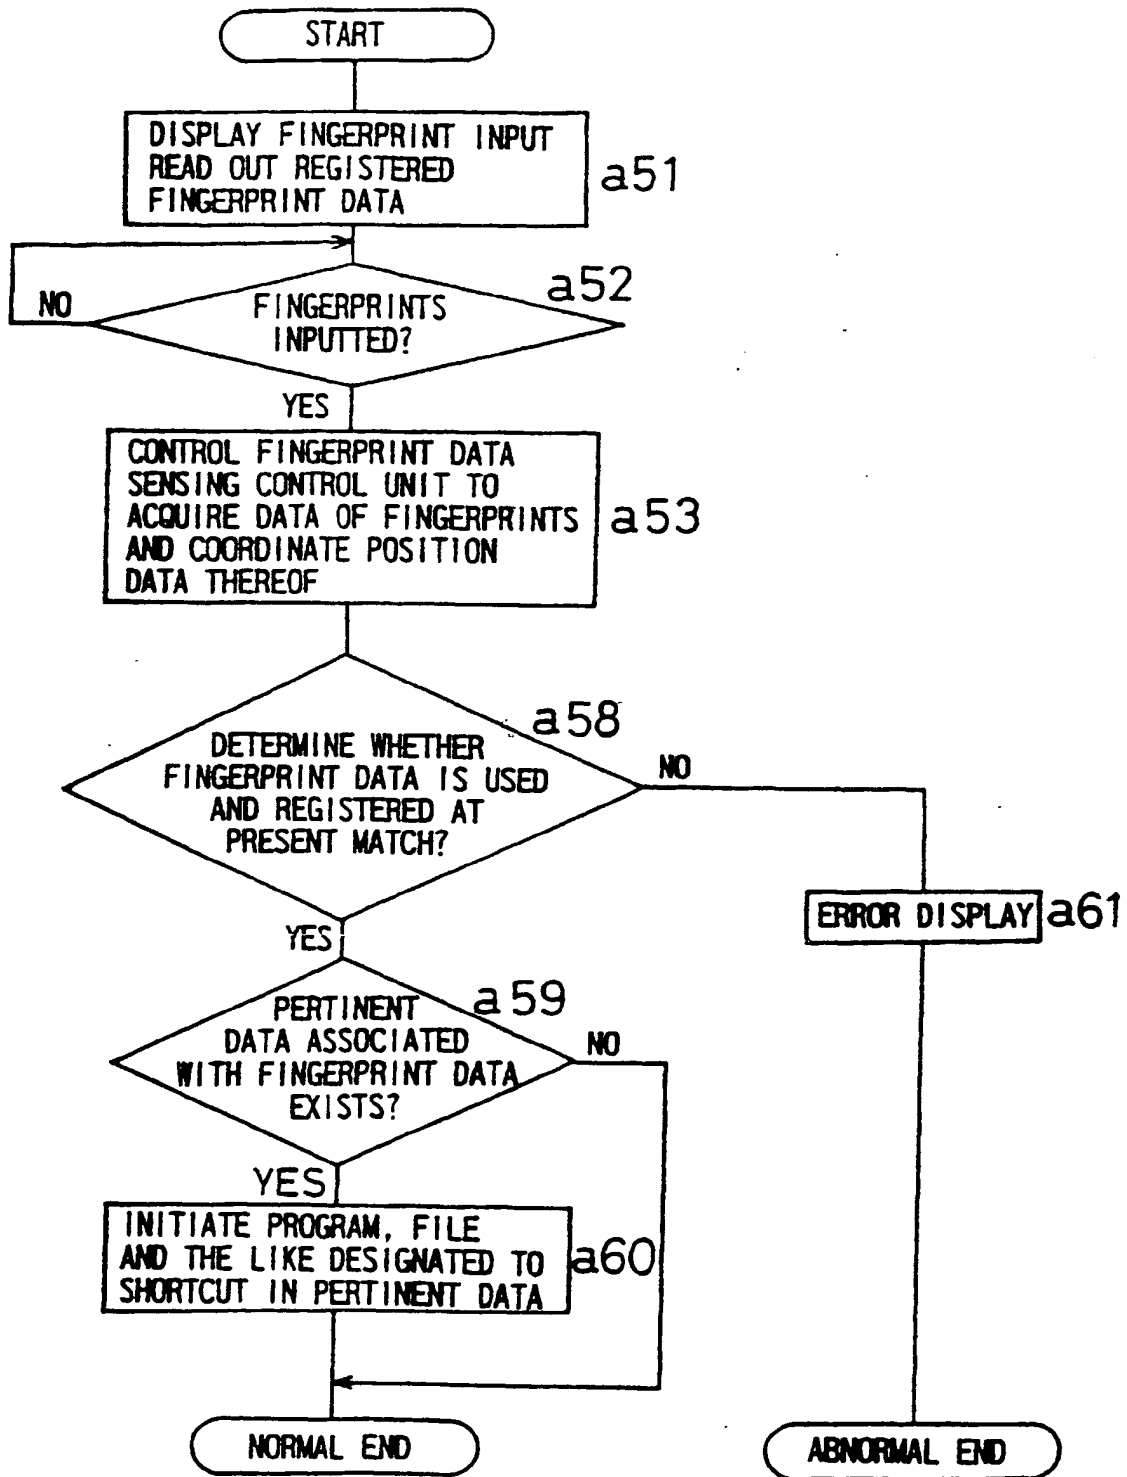 START
DISPLAY FINGERPRINT INPUT
READ OUT REGISTERED
FINGERPRINT DATA
a51
a52
NO
FINGERPRINTS
INPUTTED?
YES
CONTROL FINGERPRINT DATA
SENSING CONTROL UNIT TO
ACQUIRE DATA OF FINGERPRINTS
AND COORDINATE POSITION
DATA THEREOF
a53
a58
DETERMINE WHETHER
FINGERPRINT DATA IS USED
AND REGISTERED AT
PRESENT MATCH?
NO
ERROR DISPLAY
a61
YES
a59
PERTINENT
DATA ASSOCIATED
WITH FINGERPRINT DATA
EXISTS?
NO
YES
INITIATE PROGRAM, FILE
AND THE LIKE DESIGNATED TO
SHORTCUT IN PERTINENT DATA
a60
NORMAL END
ABNORMAL END